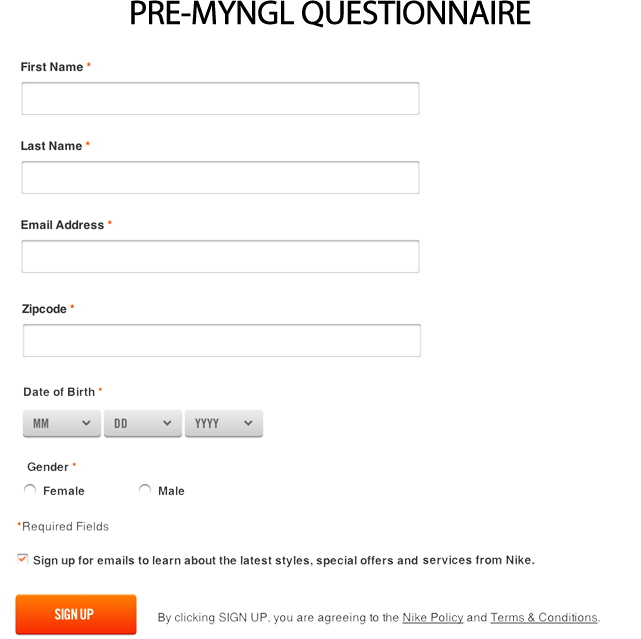 PRE-MYNGL QUESTIONNAIRE
First Name *
Last Name *
Email Address *
Zipcode *
Date of Birth *
MM DD YYYY
Gender *
Female Male
*Required Fields
Sign up for emails to learn about the latest styles, special offers and services from Nike.
SIGN UP By clicking SIGN UP, you are agreeing to the Nike Policy and Terms & Conditions.